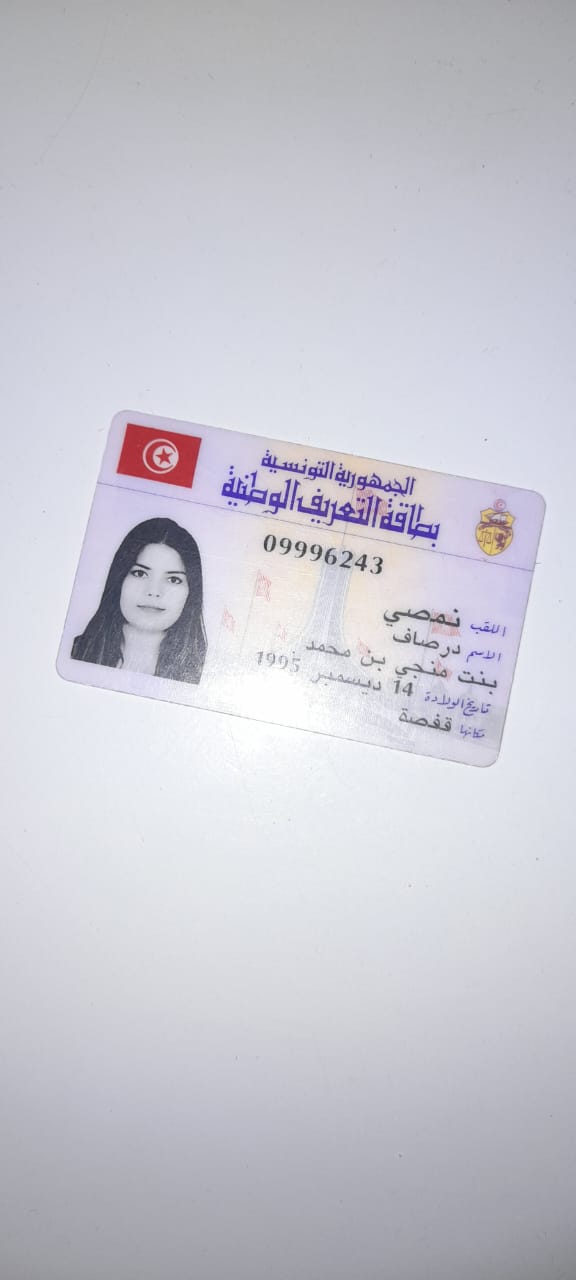 الجمهورية التونسية
بطاقة التعريف الوطنية
09996243
اللقب نمصي
الاسم درصاف
بنت منجي بن محمد
تاريخ الولادة 14 ديسمبر 1995
مكانها قفصة